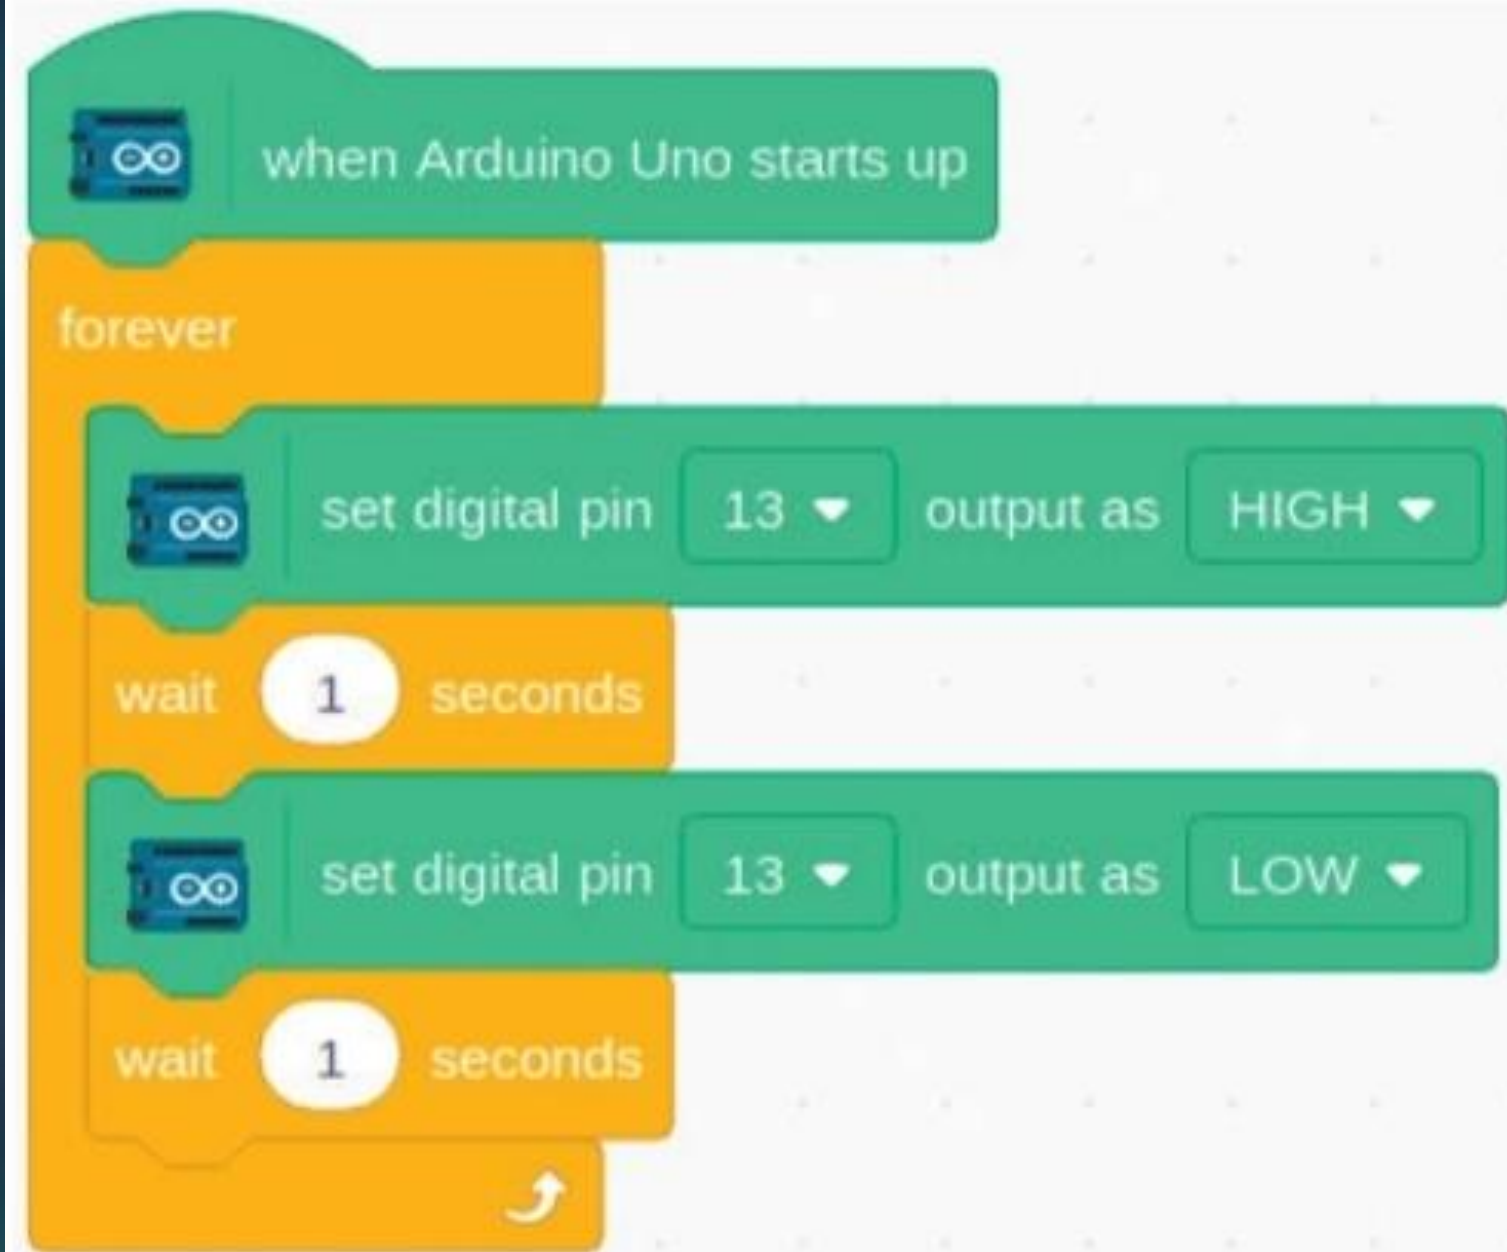 when Arduino Uno starts up
forever
set digital pin 13 output as HIGH
wait 1 seconds
set digital pin 13 output as LOW
wait 1 seconds